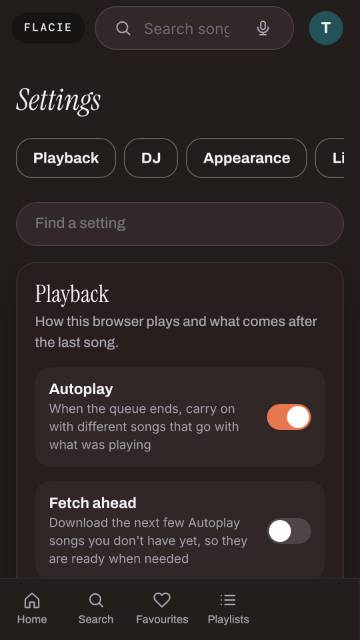 FLACIE
Search song
T
Settings
Playback
DJ
Appearance
Find a setting
Playback
How this browser plays and what comes after
the last song.
Autoplay
When the queue ends, carry on
with different songs that go with
what was playing
Fetch ahead
Download the next few Autoplay
songs you don't have yet, so they
are ready when needed
Home
Search
Favourites
Playlists